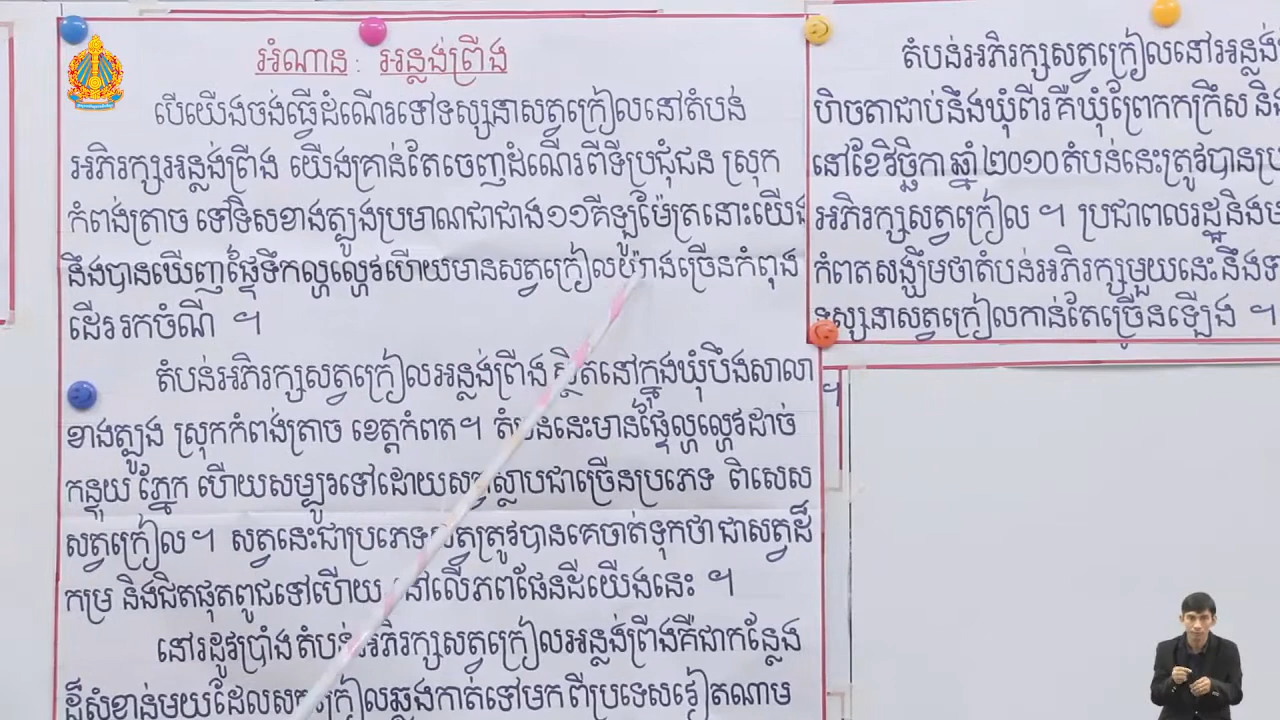 អំណាន : អន្លង់ព្រីង
បើយើងចង់ធ្វើដំណើរទៅទស្សនាសត្វក្រៀលនៅតំបន់
អភិរក្សអន្លង់ព្រីង យើងគ្រាន់តែចេញដំណើរពីទីប្រជុំជន ស្រុក
កំពង់ត្រាច ទៅទិសខាងត្បូងប្រមាណជាជាង១១គីឡូម៉ែត្រនោះយើង
នឹងបានឃើញផ្ទៃទឹកល្ហល្ហេវហើយមានសត្វក្រៀលយ៉ាងច្រើនកំពុង
ដើររកចំណី ។
តំបន់អភិរក្សសត្វក្រៀលអន្លង់ព្រីង ស្ថិតនៅក្នុងឃុំបឹងសាលា
ខាងត្បូង ស្រុកកំពង់ត្រាច ខេត្តកំពត។ តំបន់នេះមានផ្ទៃល្ហល្ហេវដាច់
កន្ទុយ ភ្នែក ហើយសម្បូរទៅដោយសត្វស្លាបជាច្រើនប្រភេទ ពិសេស
សត្វក្រៀល។ សត្វនេះជាប្រភេទសត្វត្រូវបានគេចាត់ទុកថា ជាសត្វដ៏
កម្រ និងជិតផុតពូជទៅហើយ នៅលើភពផែនដីយើងនេះ ។
នៅរដូវប្រាំងតំបន់អភិរក្សសត្វក្រៀលអន្លង់ព្រីងគឺជាកន្លែង
ដ៏សំខាន់មួយដែលសត្វក្រៀលឆ្លងកាត់ទៅមកពីប្រទេសវៀតណាម
តំបន់អភិរក្សសត្វក្រៀលនៅអន្លង់
ហិចតាជាប់នឹងឃុំពីរគឺឃុំព្រែកកក្រឹស
នៅខែវិច្ឆិកាឆ្នាំ២០១០តំបន់នេះត្រូវបាន
អភិរក្សសត្វក្រៀល ។ ប្រជាពលរដ្ឋនិង
កំពតសង្ឃឹមថាតំបន់អភិរក្សមួយនេះនឹង
ទស្សនាសត្វក្រៀលកាន់តែច្រើនឡើង ។